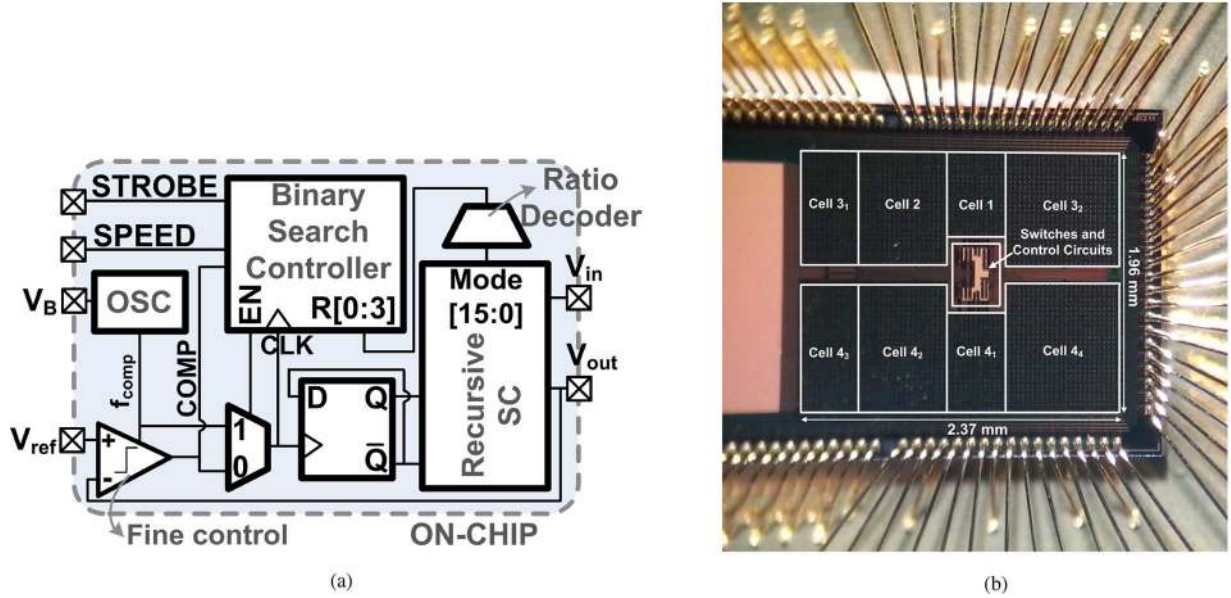 STROBE
SPEED
V_B
OSC
Binary
Search
Controller
EN
R[0:3]
CLK
Ratio
Decoder
Mode
[15:0]
Recursive
SC
V_in
V_out
f_comp
COMP
V_ref
+
-
1
0
D
Q
Q̅
Fine control
ON-CHIP
(a)
Cell 3₁
Cell 2
Cell 1
Cell 3₂
Switches and
Control Circuits
1.96 mm
Cell 4₃
Cell 4₂
Cell 4₁
Cell 4₄
2.37 mm
(b)